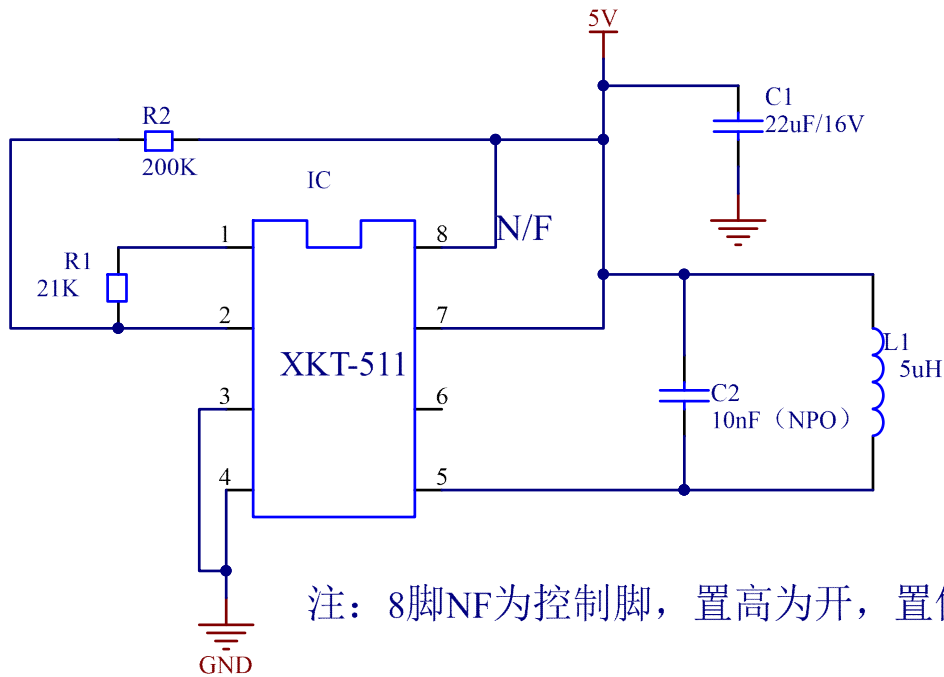 5V
C1
22uF/16V
R2
200K
IC
N/F
1
8
R1
21K
2
7
XKT-511
L1
5uH
3
6
C2
10nF（NPO）
4
5
注：8脚NF为控制脚，置高为开，置
GND